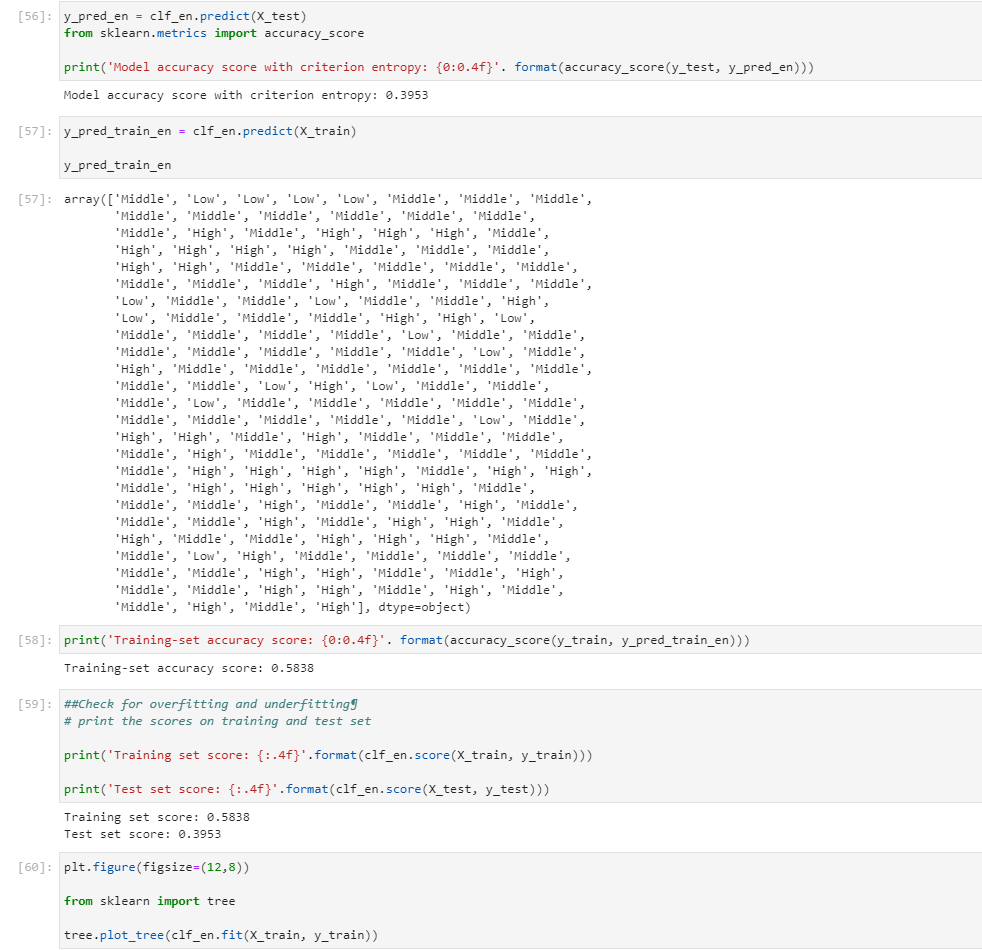 [56]: y_pred_en = clf_en.predict(X_test)
from sklearn.metrics import accuracy_score
print('Model accuracy score with criterion entropy: {0:0.4f}'. format(accuracy_score(y_test, y_pred_en)))
Model accuracy score with criterion entropy: 0.3953
[57]: y_pred_train_en = clf_en.predict(X_train)
y_pred_train_en
[57]: array(['Middle', 'Low', 'Low', 'Low', 'Low', 'Middle', 'Middle', 'Middle',
'Middle', 'Middle', 'Middle', 'Middle', 'Middle', 'Middle',
'Middle', 'High', 'Middle', 'High', 'High', 'High', 'Middle',
'High', 'High', 'High', 'High', 'Middle', 'Middle', 'Middle',
'High', 'High', 'Middle', 'Middle', 'Middle', 'Middle', 'Middle',
'Middle', 'Middle', 'Middle', 'High', 'Middle', 'Middle', 'Middle',
'Low', 'Middle', 'Middle', 'Low', 'Middle', 'Middle', 'High',
'Low', 'Middle', 'Middle', 'Middle', 'High', 'High', 'Low',
'Middle', 'Middle', 'Middle', 'Middle', 'Low', 'Middle', 'Middle',
'Middle', 'Middle', 'Middle', 'Middle', 'Middle', 'Low', 'Middle',
'High', 'Middle', 'Middle', 'Middle', 'Middle', 'Middle', 'Middle',
'Middle', 'Middle', 'Low', 'High', 'Low', 'Middle', 'Middle',
'Middle', 'Low', 'Middle', 'Middle', 'Middle', 'Middle', 'Middle',
'Middle', 'Middle', 'Middle', 'Middle', 'Middle', 'Low', 'Middle',
'High', 'High', 'Middle', 'High', 'Middle', 'Middle', 'Middle',
'Middle', 'High', 'Middle', 'Middle', 'Middle', 'Middle', 'Middle',
'Middle', 'High', 'High', 'High', 'High', 'Middle', 'High', 'High',
'Middle', 'High', 'High', 'High', 'High', 'High', 'Middle',
'Middle', 'Middle', 'High', 'Middle', 'Middle', 'High', 'Middle',
'Middle', 'Middle', 'High', 'Middle', 'High', 'High', 'Middle',
'High', 'Middle', 'Middle', 'High', 'High', 'High', 'Middle',
'Middle', 'Low', 'High', 'Middle', 'Middle', 'Middle', 'Middle',
'Middle', 'Middle', 'High', 'High', 'Middle', 'Middle', 'High',
'Middle', 'Middle', 'High', 'High', 'Middle', 'High', 'Middle',
'Middle', 'High', 'Middle', 'High'], dtype=object)
[58]: print('Training-set accuracy score: {0:0.4f}'. format(accuracy_score(y_train, y_pred_train_en)))
Training-set accuracy score: 0.5838
[59]: ##Check for overfitting and underfitting¶
# print the scores on training and test set
print('Training set score: {:.4f}'.format(clf_en.score(X_train, y_train)))
print('Test set score: {:.4f}'.format(clf_en.score(X_test, y_test)))
Training set score: 0.5838
Test set score: 0.3953
[60]: plt.figure(figsize=(12,8))
from sklearn import tree
tree.plot_tree(clf_en.fit(X_train, y_train))